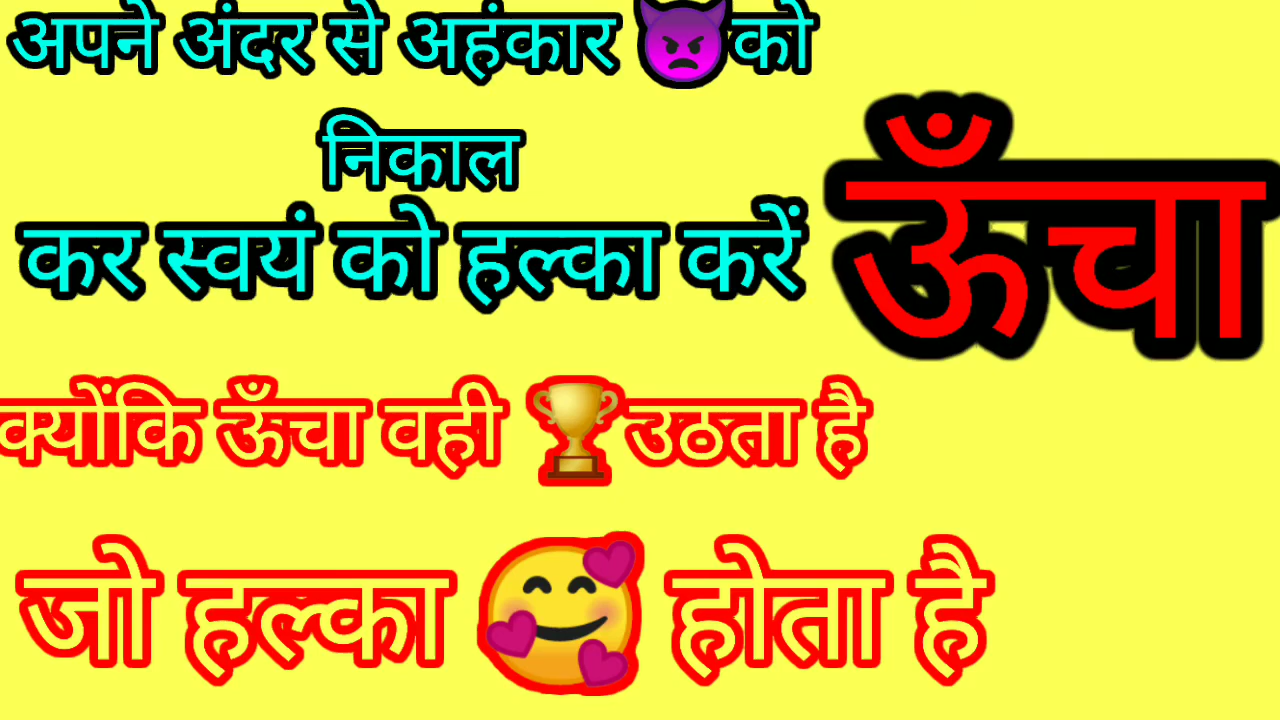 अपने अंदर से अहंकार 👿को
निकाल
कर स्वयं को हल्का करें
ऊँचा
क्योंकि ऊँचा वही 🏆उठता है
जो हल्का 🥰 होता है